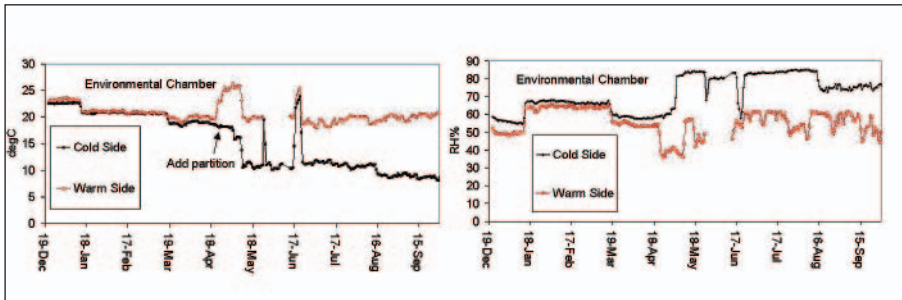 30
25
20
15
10
5
0
degC
Environmental Chamber
Cold Side
Warm Side
Add partition
19-Dec
18-Jan
17-Feb
19-Mar
18-Apr
18-May
17-Jun
17-Jul
16-Aug
15-Sep
90
80
70
60
50
40
30
20
10
0
RH%
Environmental Chamber
Cold Side
Warm Side
19-Dec
18-Jan
17-Feb
19-Mar
18-Apr
18-May
17-Jun
17-Jul
16-Aug
15-Sep